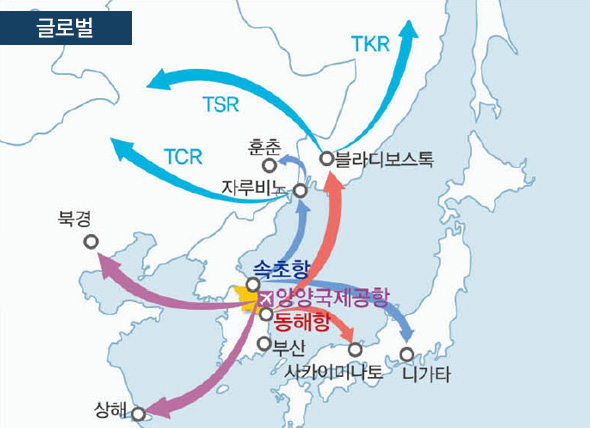 글로벌
TKR
TSR
TCR
훈춘
블라디보스톡
자루비노
북경
속초항
양양국제공항
동해항
부산
사카이미나토
니가타
상해